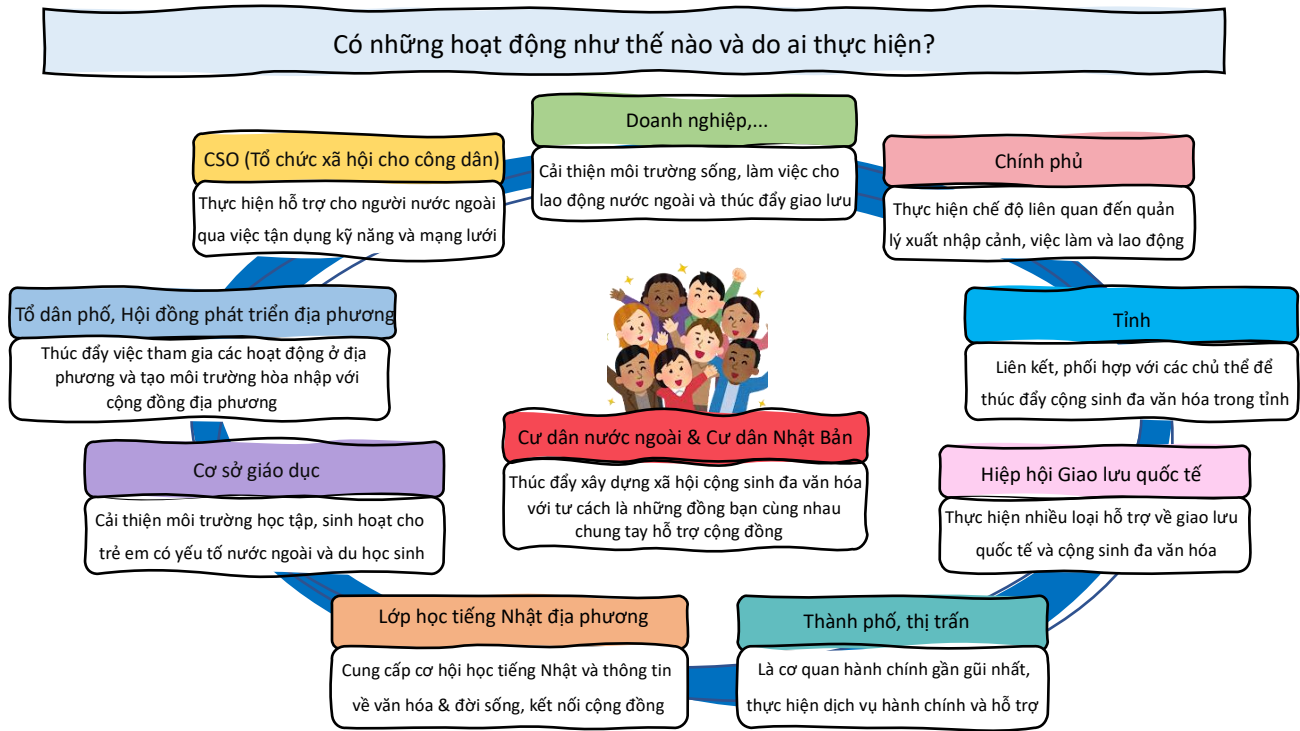 Có những hoạt động như thế nào và do ai thực hiện?
Doanh nghiệp,...
Cải thiện môi trường sống, làm việc cho
lao động nước ngoài và thúc đẩy giao lưu
CSO (Tổ chức xã hội cho công dân)
Thực hiện hỗ trợ cho người nước ngoài
qua việc tận dụng kỹ năng và mạng lưới
Chính phủ
Thực hiện chế độ liên quan đến quản
lý xuất nhập cảnh, việc làm và lao động
Tổ dân phố, Hội đồng phát triển địa phương
Thúc đẩy việc tham gia các hoạt động ở địa
phương và tạo môi trường hòa nhập với
cộng đồng địa phương
Tỉnh
Liên kết, phối hợp với các chủ thể để
thúc đẩy cộng sinh đa văn hóa trong tỉnh
Cư dân nước ngoài & Cư dân Nhật Bản
Thúc đẩy xây dựng xã hội cộng sinh đa văn hóa
với tư cách là những đồng bạn cùng nhau
chung tay hỗ trợ cộng đồng
Cơ sở giáo dục
Cải thiện môi trường học tập, sinh hoạt cho
trẻ em có yếu tố nước ngoài và du học sinh
Hiệp hội Giao lưu quốc tế
Thực hiện nhiều loại hỗ trợ về giao lưu
quốc tế và cộng sinh đa văn hóa
Lớp học tiếng Nhật địa phương
Cung cấp cơ hội học tiếng Nhật và thông tin
về văn hóa & đời sống, kết nối cộng đồng
Thành phố, thị trấn
Là cơ quan hành chính gần gũi nhất,
thực hiện dịch vụ hành chính và hỗ trợ